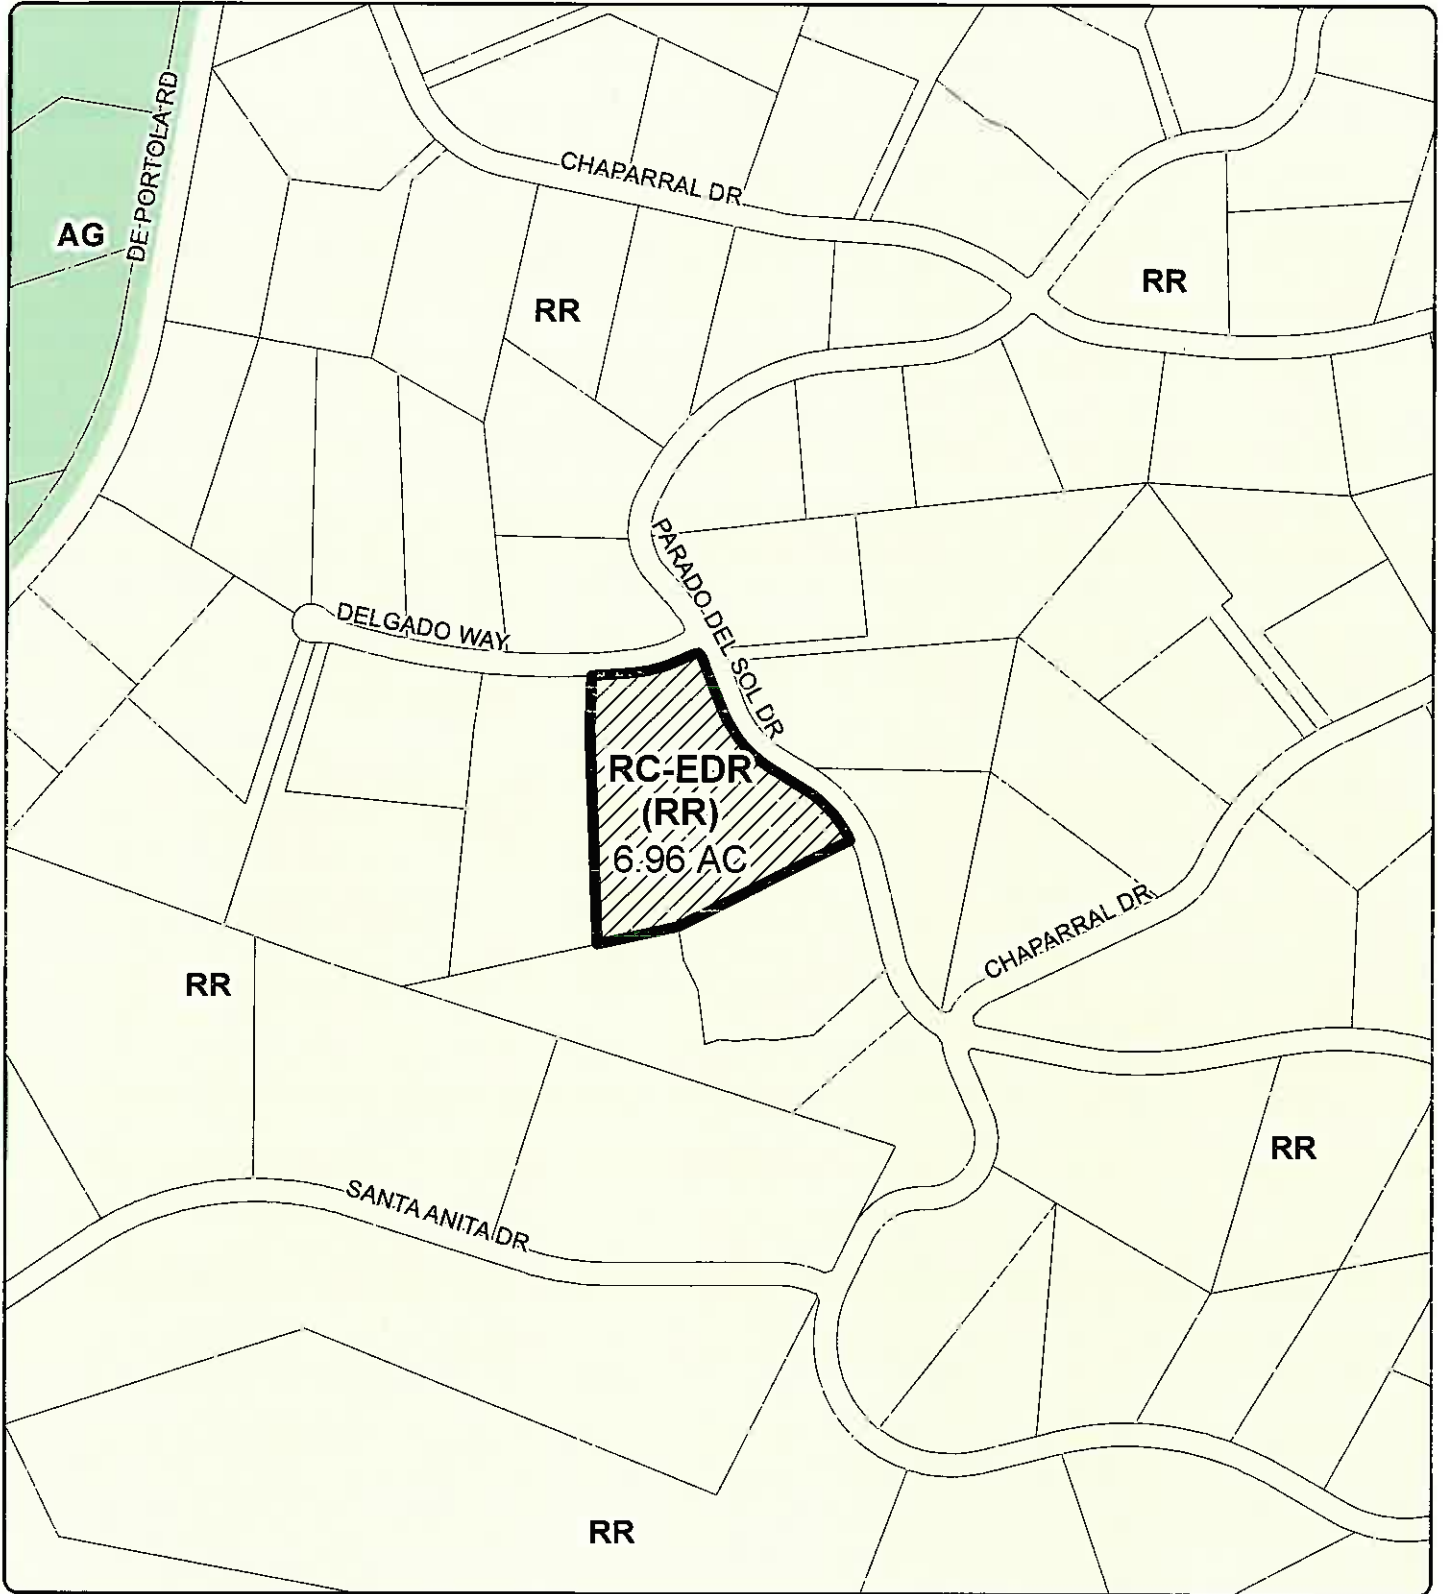 DE PORTOLA RD
CHAPARRAL DR
AG
RR
RR
PARADO DEL SOL DR
DELGADO WAY
RC-EDR
(RR)
6.96 AC
CHAPARRAL DR
RR
RR
SANTA ANITA DR
RR